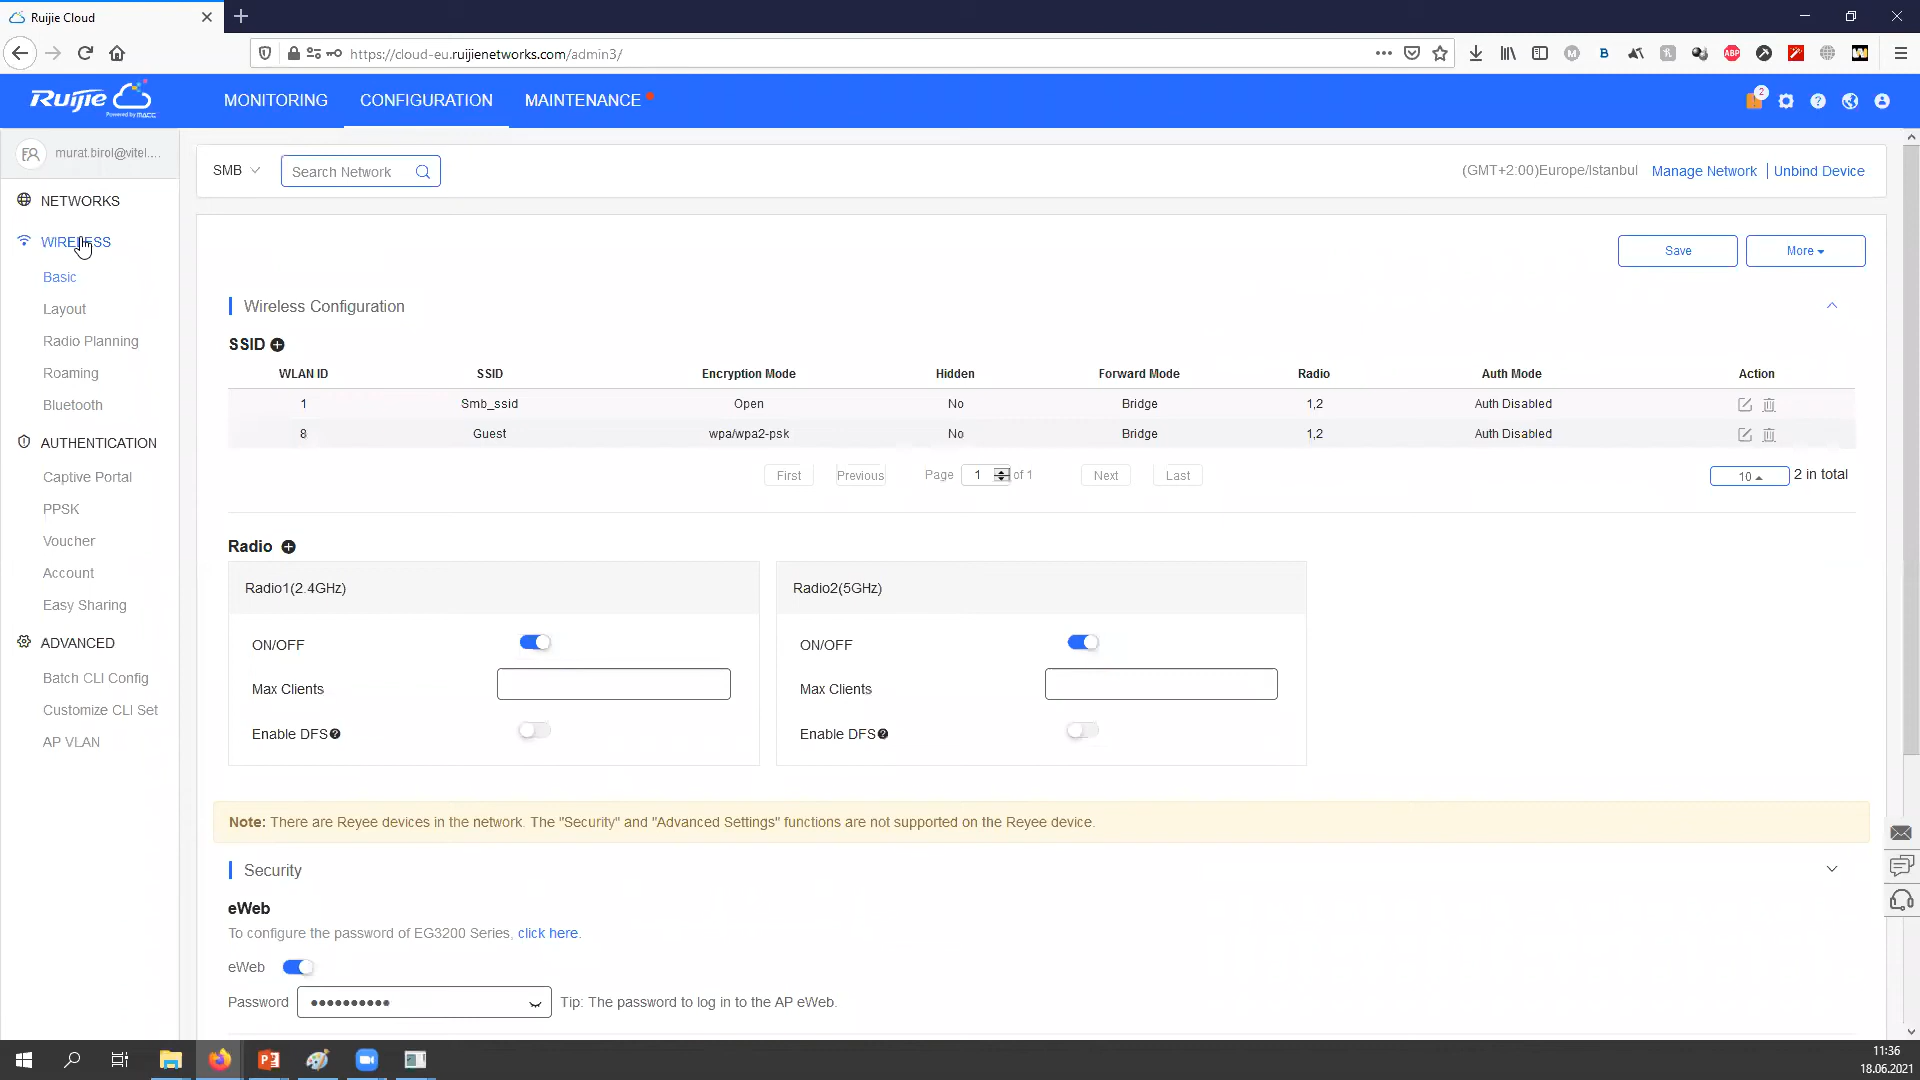 Ruijie Cloud
https://cloud-eu.ruijienetworks.com/admin3/
Ruijie
Powered by MACC
MONITORING
CONFIGURATION
MAINTENANCE
2
murat.birol@vitel....
SMB
Search Network
(GMT+2:00)Europe/Istanbul
Manage Network
Unbind Device
NETWORKS
WIRELESS
Basic
Layout
Radio Planning
Roaming
Bluetooth
AUTHENTICATION
Captive Portal
PPSK
Voucher
Account
Easy Sharing
ADVANCED
Batch CLI Config
Customize CLI Set
AP VLAN
Save
More
Wireless Configuration
SSID
WLAN ID SSID Encryption Mode Hidden Forward Mode Radio Auth Mode Action
1 Smb_ssid Open No Bridge 1,2 Auth Disabled
8 Guest wpa/wpa2-psk No Bridge 1,2 Auth Disabled
First Previous Page 1 of 1 Next Last 10 2 in total
Radio
Radio1(2.4GHz)
ON/OFF
Max Clients
Enable DFS
Radio2(5GHz)
ON/OFF
Max Clients
Enable DFS
Note: There are Reyee devices in the network. The "Security" and "Advanced Settings" functions are not supported on the Reyee device.
Security
eWeb
To configure the password of EG3200 Series, click here.
eWeb
Password •••••••••• Tip: The password to log in to the AP eWeb.
11:36
18.06.2021